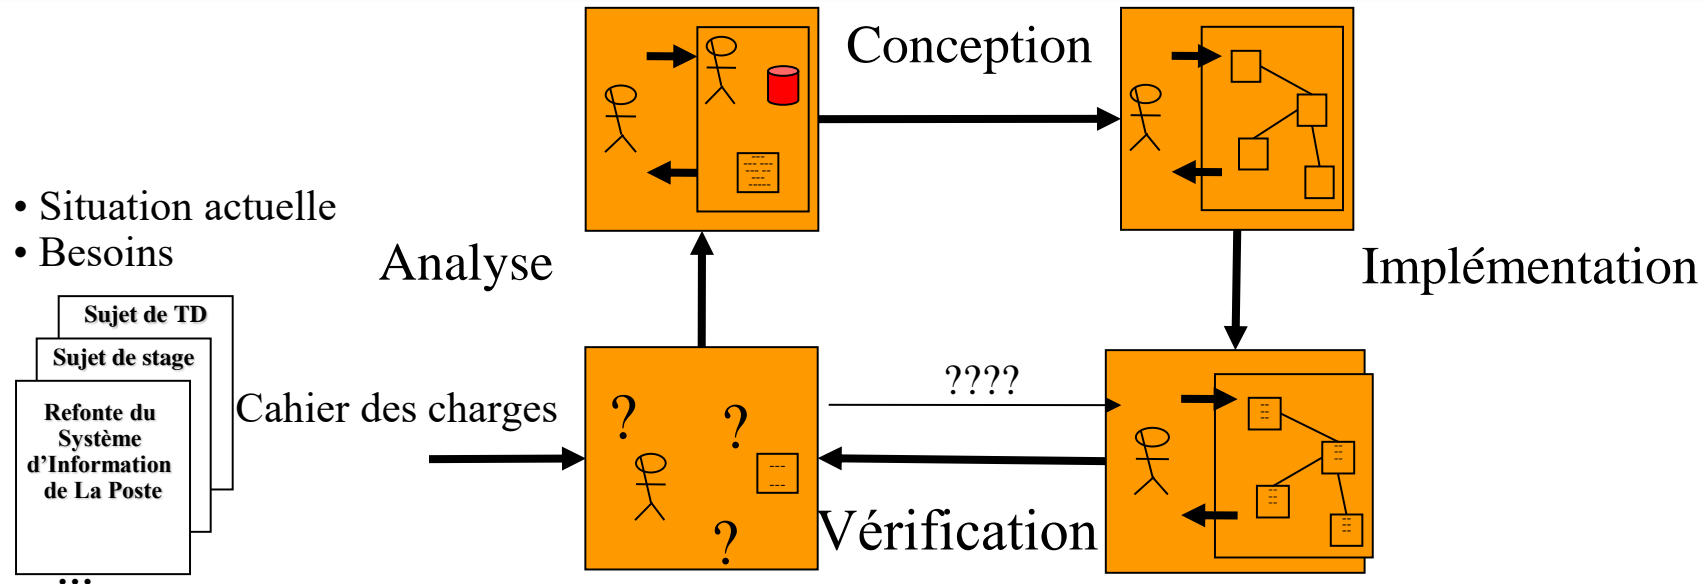 Conception
• Situation actuelle
• Besoins
Analyse
Implémentation
Sujet de TD
Sujet de stage
Refonte du
Système
d’Information
de La Poste
...
Cahier des charges
?
?
?
????
Vérification